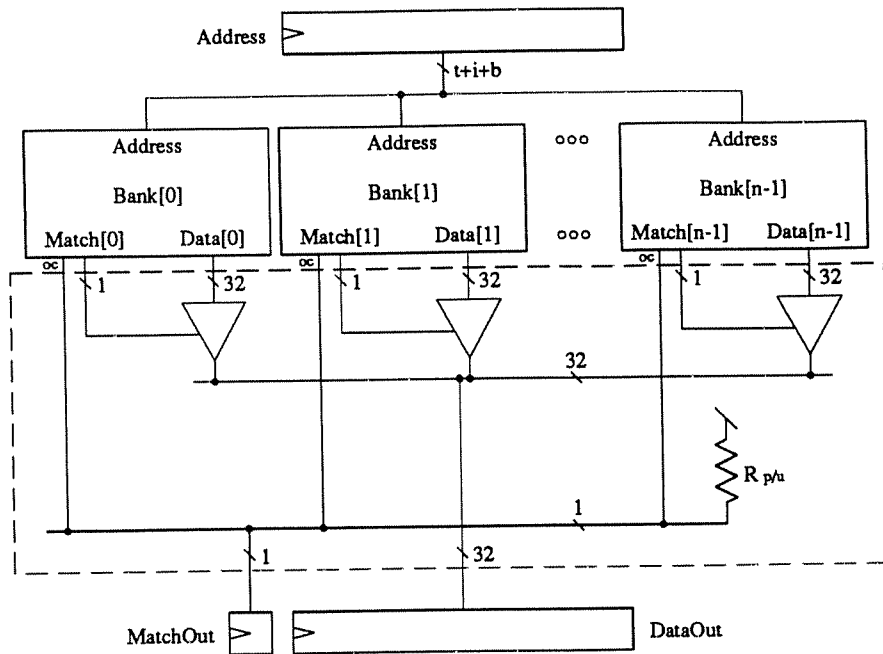 Address
t+i+b
Address
Address
ooo
Address
Bank[0]
Bank[1]
Bank[n-1]
Match[0] Data[0]
Match[1] Data[1]
ooo
Match[n-1] Data[n-1]
oc
oc
oc
1
32
1
32
1
32
32
R p/u
1
1
32
MatchOut
DataOut